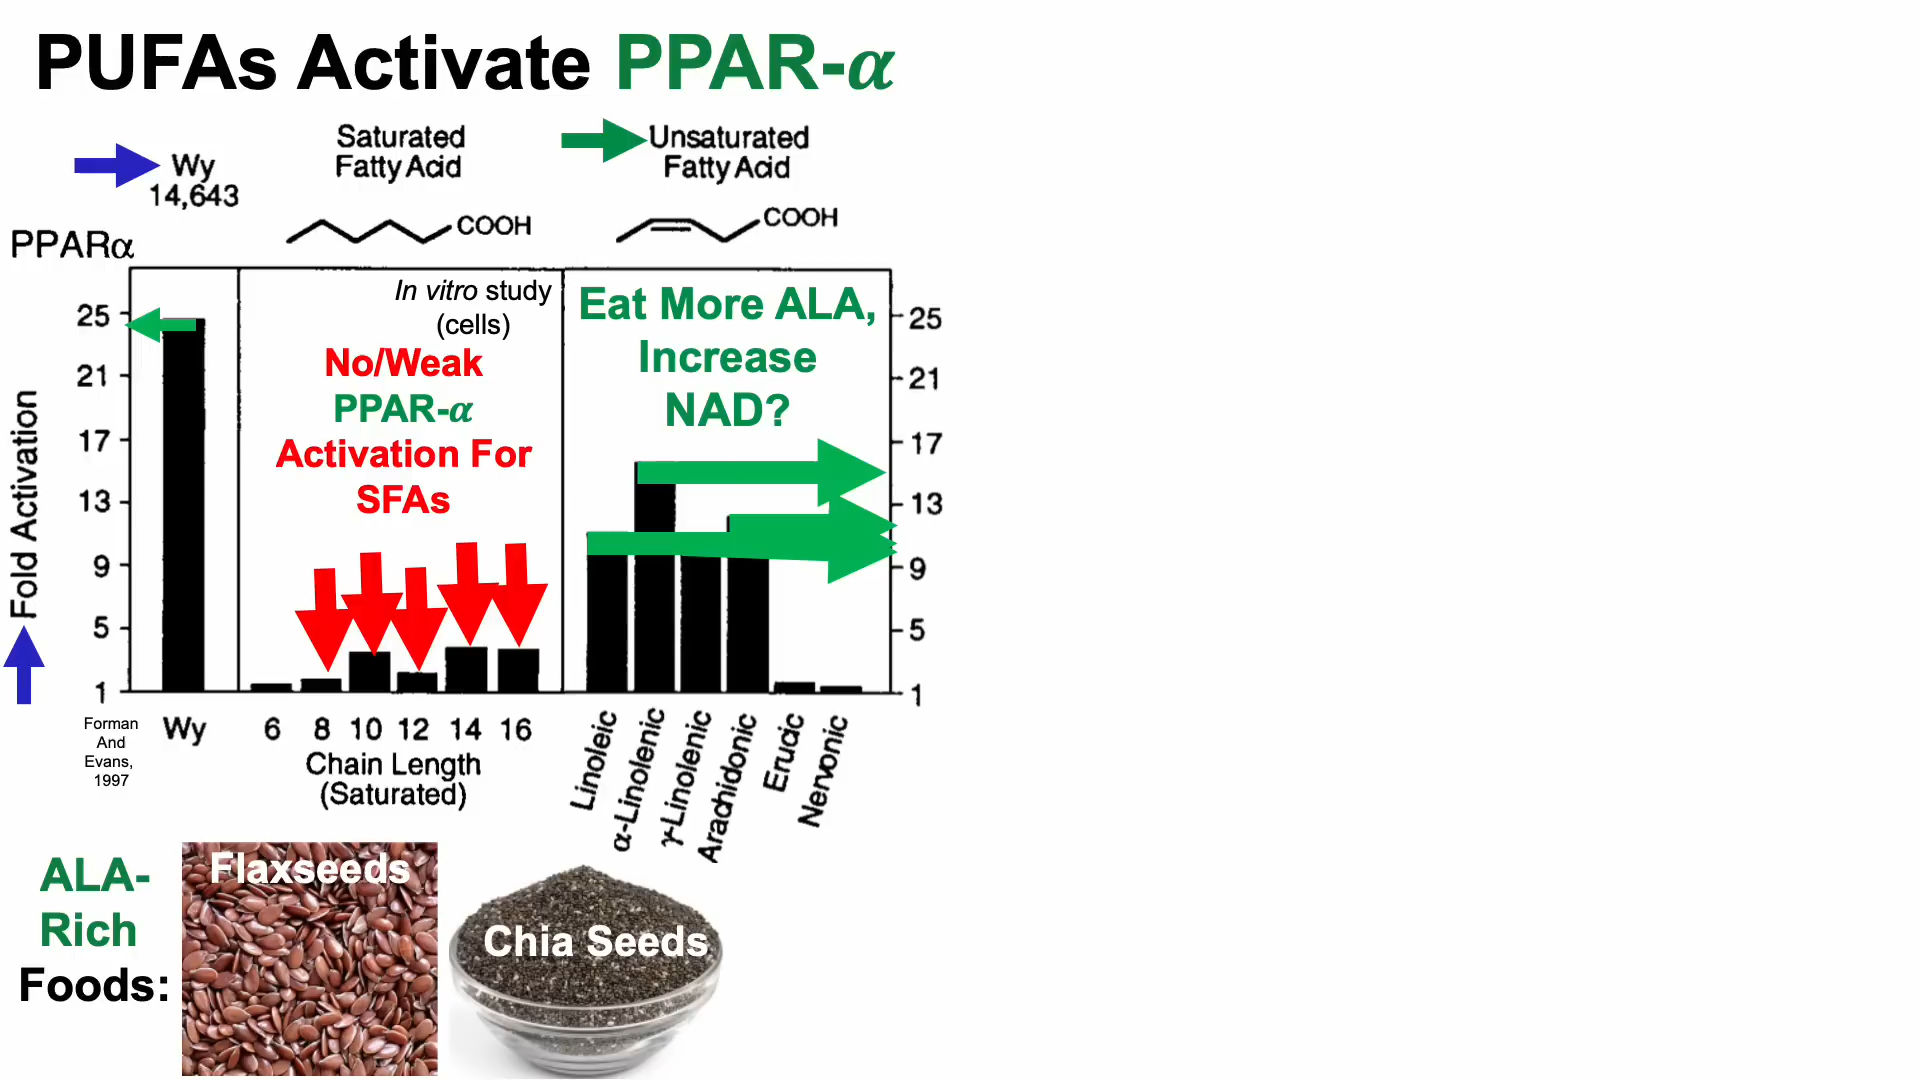 PUFAs Activate PPAR-α
Wy
14,643
Saturated
Fatty Acid
Unsaturated
Fatty Acid
COOH
COOH
PPARα
In vitro study
(cells)
No/Weak
PPAR-α
Activation For
SFAs
Eat More ALA,
Increase
NAD?
Fold Activation
25
21
17
13
9
5
1
25
21
17
13
9
5
1
Forman
And
Evans,
1997
Wy
6 8 10 12 14 16
Chain Length
(Saturated)
Linoleic
α-Linolenic
γ-Linolenic
Arachidonic
Erucic
Nervonic
ALA-
Rich
Foods:
Flaxseeds
Chia Seeds